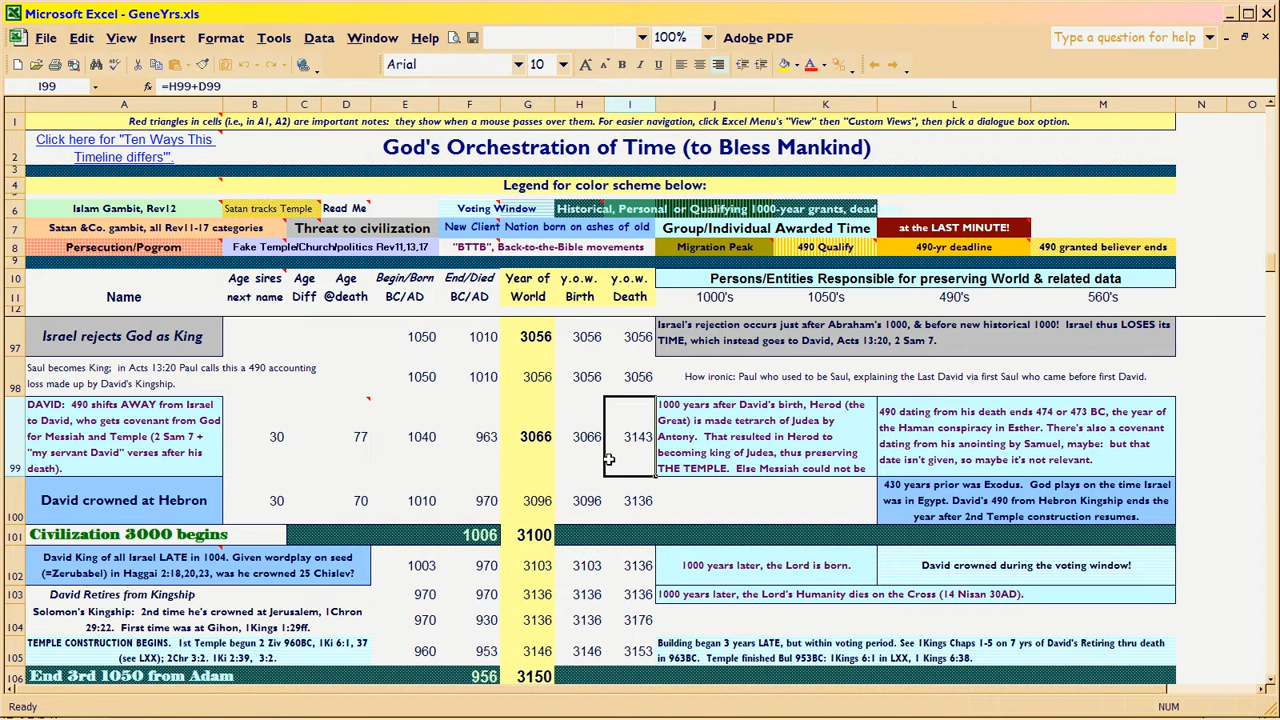 Microsoft Excel - GeneYrs.xls
File Edit View Insert Format Tools Data Window Help 100% Adobe PDF Type a question for help
Arial 10 B I U
I99 fx =H99+D99
A B C D E F G H I J K L M N O
1 Red triangles in cells (i.e., in A1, A2) are important notes: they show when a mouse passes over them. For easier navigation, click Excel Menu's "View" then "Custom Views", then pick a dialogue box option.
Click here for "Ten Ways This
2 Timeline differs'". God's Orchestration of Time (to Bless Mankind)
3
4 Legend for color scheme below:
6 Islam Gambit, Rev12 Satan tracks Temple Read Me Voting Window Historical, Personal or Qualifying 1000-year grants, dead
7 Satan &Co. gambit, all Rev11-17 categories Threat to civilization New Client Nation born on ashes of old Group/Individual Awarded Time at the LAST MINUTE!
8 Persecution/Pogrom Fake Temple/Church/politics Rev11,13,17 "BTTB", Back-to-the-Bible movements Migration Peak 490 Qualify 490-yr deadline 490 granted believer ends
9
10 Age sires Age Age Begin/Born End/Died Year of y.o.w. y.o.w. Persons/Entities Responsible for preserving World & related data
11 Name next name Diff @death BC/AD BC/AD World Birth Death 1000's 1050's 490's 560's
12
97 Israel rejects God as King 1050 1010 3056 3056 3056 Israel's rejection occurs just after Abraham's 1000, & before new historical 1000! Israel thus LOSES its
TIME, which instead goes to David, Acts 13:20, 2 Sam 7.
Saul becomes King; in Acts 13:20 Paul calls this a 490 accounting
loss made up by David's Kingship.
98 1050 1010 3056 3056 3056 How ironic: Paul who used to be Saul, explaining the Last David via first Saul who came before first David.
DAVID: 490 shifts AWAY from Israel
to David, who gets covenant from God
for Messiah and Temple (2 Sam 7 +
"my servant David" verses after his
death).
99 30 77 1040 963 3066 3066 3143
1000 years after David's birth, Herod (the
Great) is made tetrarch of Judea by
Antony. That resulted in Herod to
becoming king of Judea, thus preserving
THE TEMPLE. Else Messiah could not be
490 dating from his death ends 474 or 473 BC, the year of
the Haman conspiracy in Esther. There's also a covenant
dating from his anointing by Samuel, maybe: but that
date isn't given, so maybe it's not relevant.
100 David crowned at Hebron 30 70 1010 970 3096 3096 3136
430 years prior was Exodus. God plays on the time Israel
was in Egypt. David's 490 from Hebron Kingship ends the
year after 2nd Temple construction resumes.
101 Civilization 3000 begins 1006 3100
David King of all Israel LATE in 1004. Given wordplay on seed
(=Zerubabel) in Haggai 2:18,20,23, was he crowned 25 Chislev?
102 1003 970 3103 3103 3136 1000 years later, the Lord is born. David crowned during the voting window!
103 David Retires from Kingship 970 970 3136 3136 3136 1000 years later, the Lord's Humanity dies on the Cross (14 Nisan 30AD).
Solomon's Kingship: 2nd time he's crowned at Jerusalem, 1Chron
29:22. First time was at Gihon, 1Kings 1:29ff.
104 970 930 3136 3136 3176
TEMPLE CONSTRUCTION BEGINS. 1st Temple begun 2 Ziv 960BC, 1Ki 6:1, 37
(see LXX); 2Chr 3:2. 1Ki 2:39, 3:2.
105 960 953 3146 3146 3153
Building began 3 years LATE, but within voting period. See 1Kings Chaps 1-5 on 7 yrs of David's Retiring thru death
in 963BC. Temple finished Bul 953BC: 1Kings 6:1 in LXX, 1 Kings 6:38.
106 End 3rd 1050 from Adam 956 3150
Ready NUM